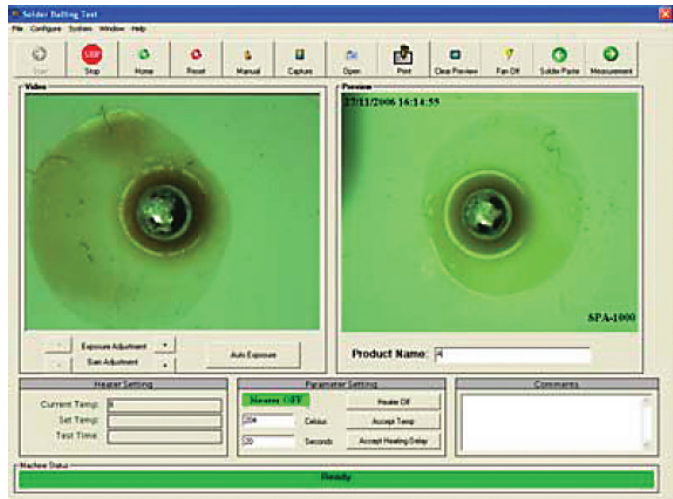 Solder Balling Test
File Configure System Window Help
Start Stop Home Reset Manual Capture Open Print Clear Preview Fan Off Solder Paste Measurement
Video
Preview
27/11/2006 16:14:55
SPA-1000
- Exposure Adjustment +
- Gain Adjustment +
Auto Exposure
Product Name: A
Heater Setting
Parameter Setting
Comments
Current Temp:
Set Temp:
Test Time:
Heater OFF
Heater Off
Celsius
Accept Temp
20 Seconds
Accept Heating Delay
Machine Status
Ready